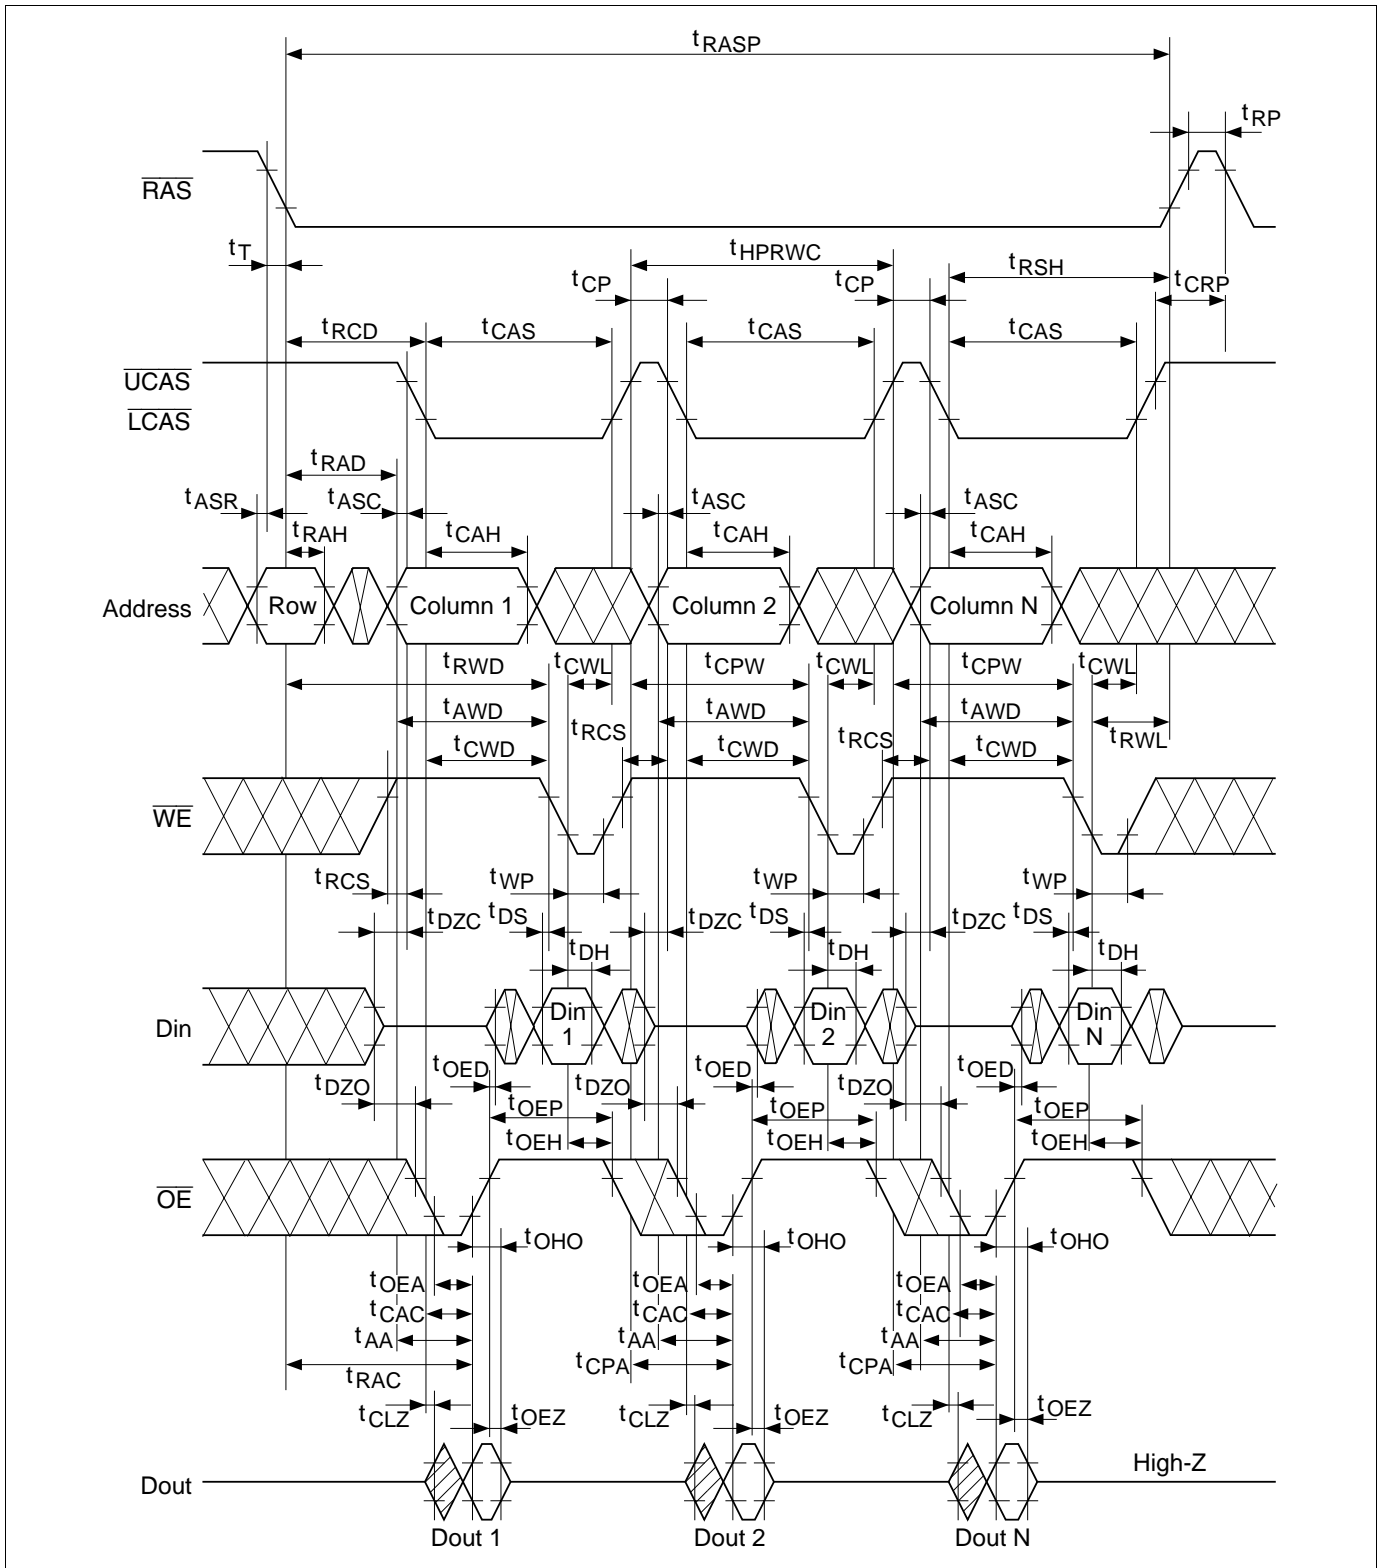 tRASP
tRP
RAS
tT
tHPRWC
tRSH
tCP
tCP
tCRP
tRCD
tCAS
tCAS
tCAS
UCAS
LCAS
tRAD
tASR
tASC
tASC
tASC
tRAH
tCAH
tCAH
tCAH
Address
Row
Column 1
Column 2
Column N
tRWD
tCWL
tCPW
tCWL
tCPW
tCWL
tAWD
tRCS
tAWD
tRCS
tAWD
tRWL
tCWD
tCWD
tCWD
WE
tRCS
tWP
tWP
tWP
tDZC
tDS
tDZC
tDS
tDZC
tDS
tDH
tDH
tDH
Din
Din 1
Din 2
Din N
tDZO
tOED
tDZO
tOED
tDZO
tOED
tOEP
tOEP
tOEP
tOEH
tOEH
tOEH
OE
tOHO
tOHO
tOHO
tOEA
tOEA
tOEA
tCAC
tCAC
tCAC
tAA
tAA
tAA
tRAC
tCPA
tCPA
tCLZ
tOEZ
tCLZ
tOEZ
tCLZ
tOEZ
High-Z
Dout
Dout 1
Dout 2
Dout N